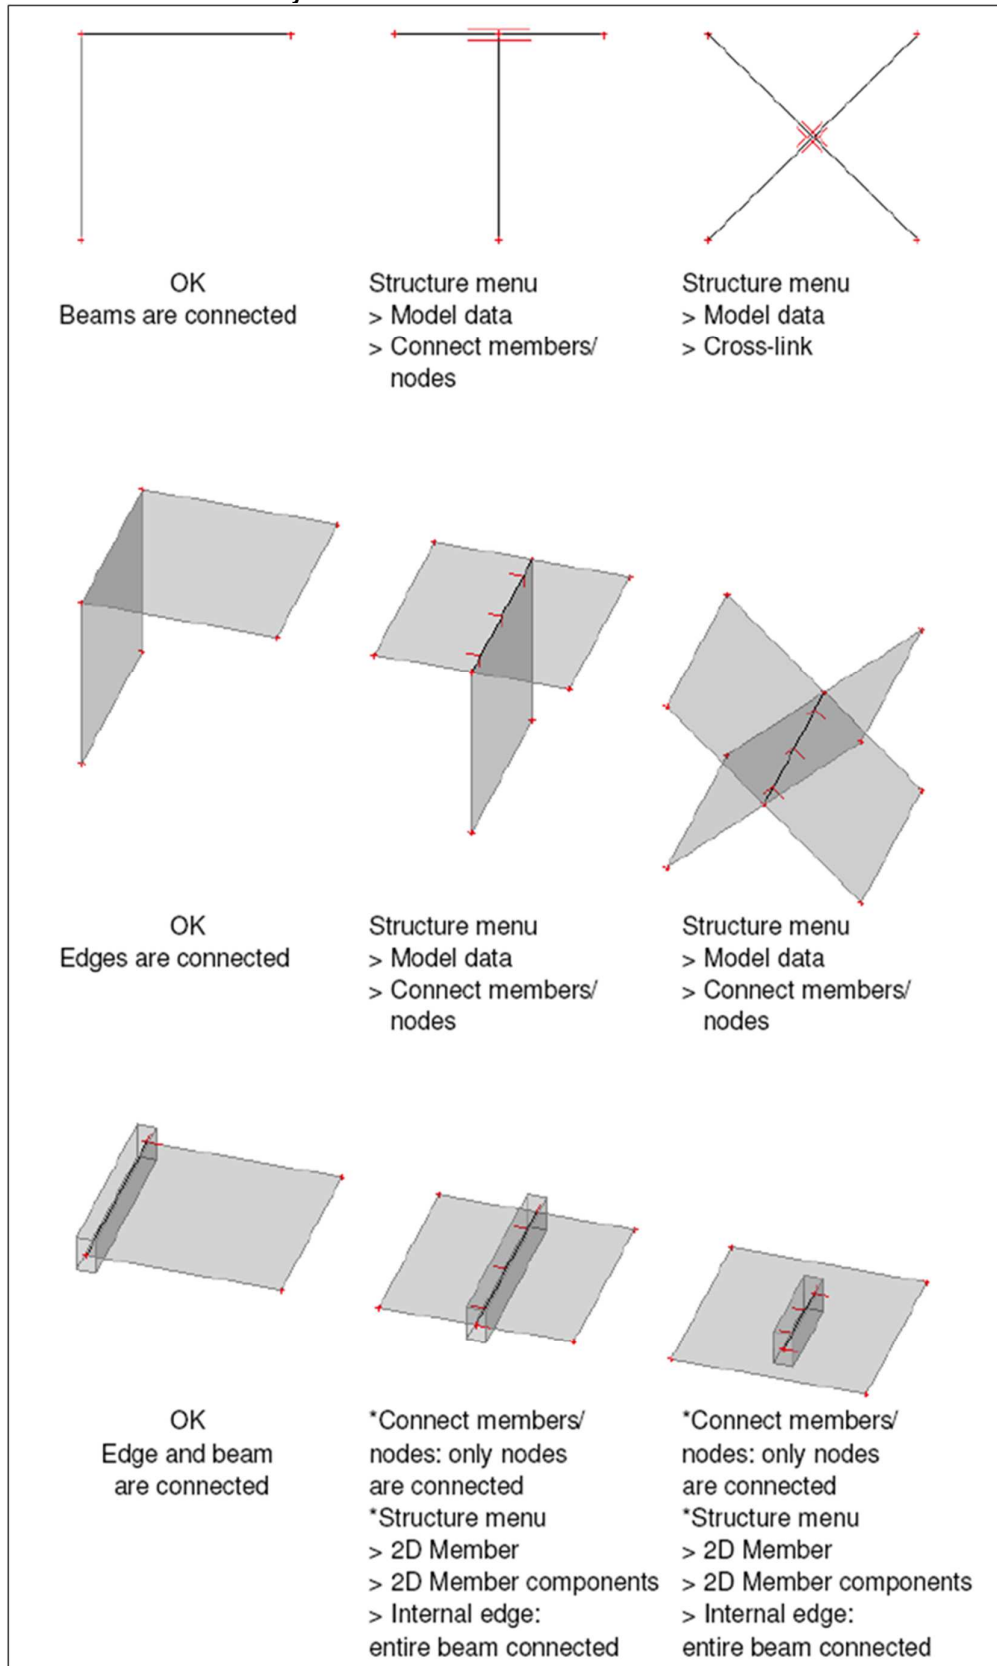 OK
Beams are connected
Structure menu
> Model data
> Connect members/
nodes
Structure menu
> Model data
> Cross-link
OK
Edges are connected
Structure menu
> Model data
> Connect members/
nodes
Structure menu
> Model data
> Connect members/
nodes
OK
Edge and beam
are connected
*Connect members/
nodes: only nodes
are connected
*Structure menu
> 2D Member
> 2D Member components
> Internal edge:
entire beam connected
*Connect members/
nodes: only nodes
are connected
*Structure menu
> 2D Member
> 2D Member components
> Internal edge:
entire beam connected